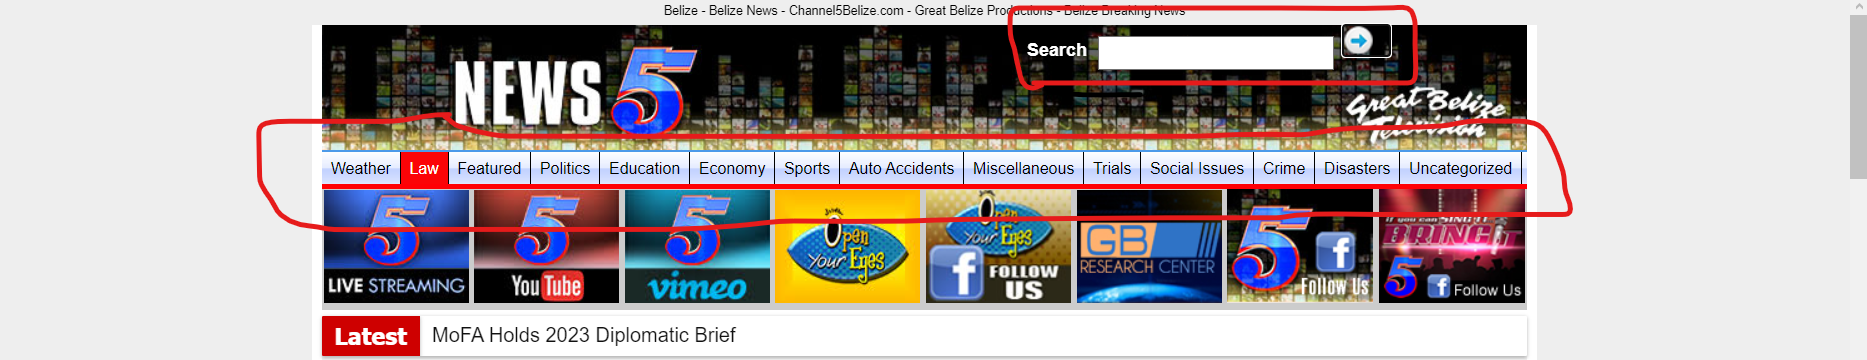 Belize - Belize News - Channel5Belize.com - Great Belize Productions - Belize Breaking News
Search
NEWS 5
Great Belize
Television
Weather Law Featured Politics Education Economy Sports Auto Accidents Miscellaneous Trials Social Issues Crime Disasters Uncategorized
5 LIVE STREAMING
5 YouTube
5 vimeo
Open Your Eyes
Open Your Eyes f FOLLOW US
GB RESEARCH CENTER
5 f Follow Us
If you can SING IT BRING IT 5 f Follow Us
Latest MoFA Holds 2023 Diplomatic Brief